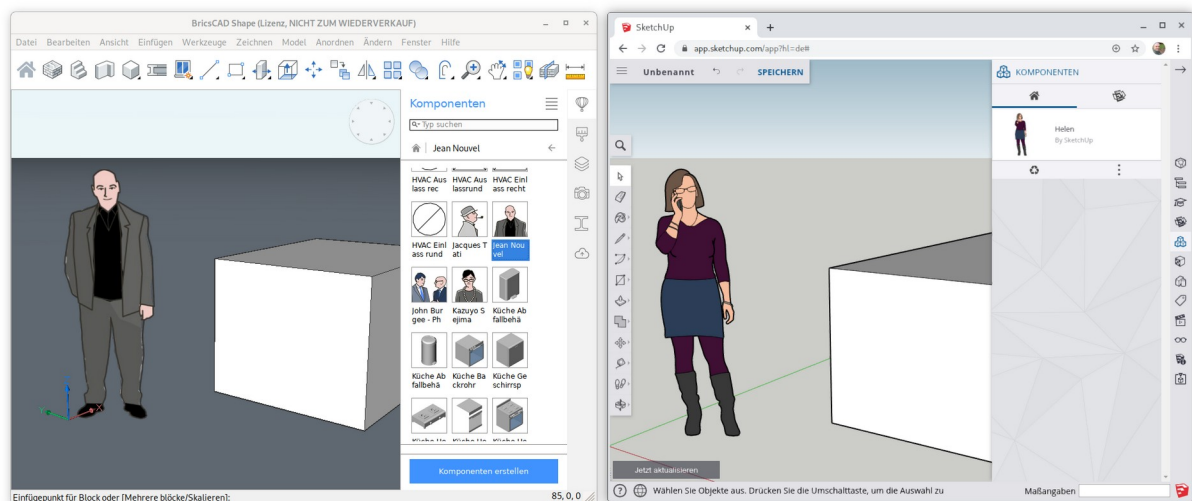 BricsCAD Shape (Lizenz, NICHT ZUM WIEDERVERKAUF)
Datei Bearbeiten Ansicht Einfügen Werkzeuge Zeichnen Model Anordnen Ändern Fenster Hilfe
Komponenten
Typ suchen
Jean Nouvel
HVAC Aus HVAC Aus HVAC Einl
lass rec lassrund ass recht
HVAC Einl Jacques T Jean Nou
ass rund ati vel
John Bur Kazuyo S Küche Ab
gee - Ph ejima fallbehä
Küche Ab Küche Ba Küche Ge
fallbehä ckrohr schirrsp
Komponenten erstellen
Einfügepunkt für Block oder [Mehrere blöcke/Skalieren]:
85, 0, 0
SketchUp
app.sketchup.com/app?hl=de#
Unbenannt SPEICHERN
KOMPONENTEN
Helen
By SketchUp
Jetzt aktualisieren
Wählen Sie Objekte aus. Drücken Sie die Umschalttaste, um die Auswahl zu
Maßangaben